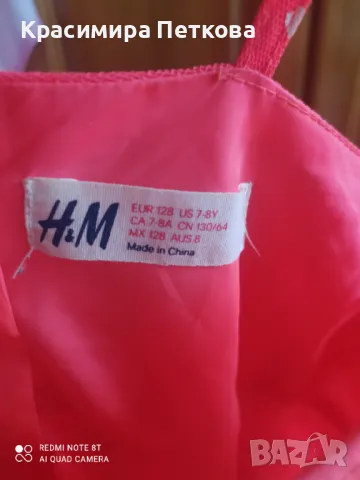 Красимира Петкова
H&M
EUR 128 US 7-8Y
CA 7-8A CN 130/64
MX 128 AUS 8
Made in China
REDMI NOTE 8T
AI QUAD CAMERA
BAZAR